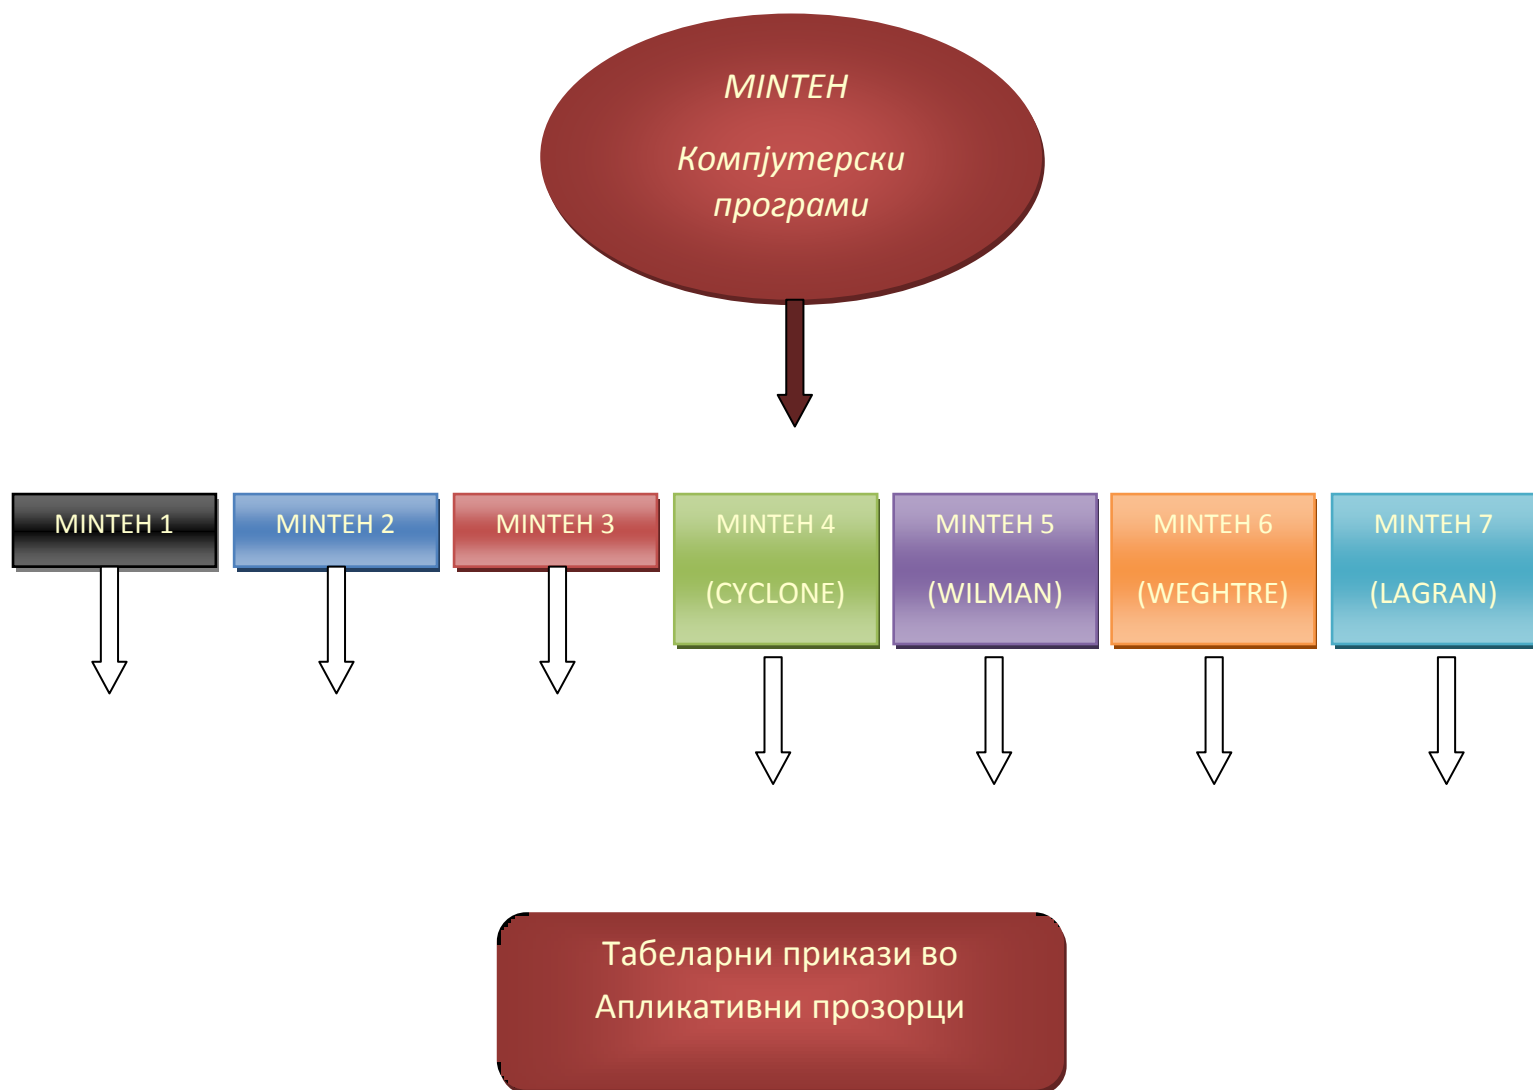 MINTEH
Компјутерски
програми
MINTEH 1
MINTEH 2
MINTEH 3
MINTEH 4
(CYCLONE)
MINTEH 5
(WILMAN)
MINTEH 6
(WEGHTRE)
MINTEH 7
(LAGRAN)
Табеларни прикази во
Апликативни прозорци